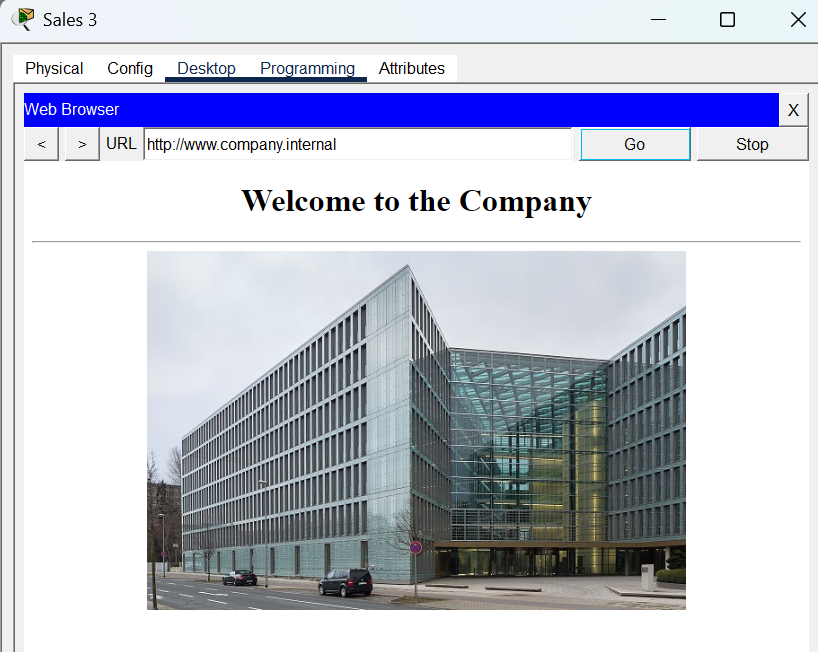 Sales 3
Physical Config Desktop Programming Attributes
Web Browser X
< > URL http://www.company.internal Go Stop
Welcome to the Company